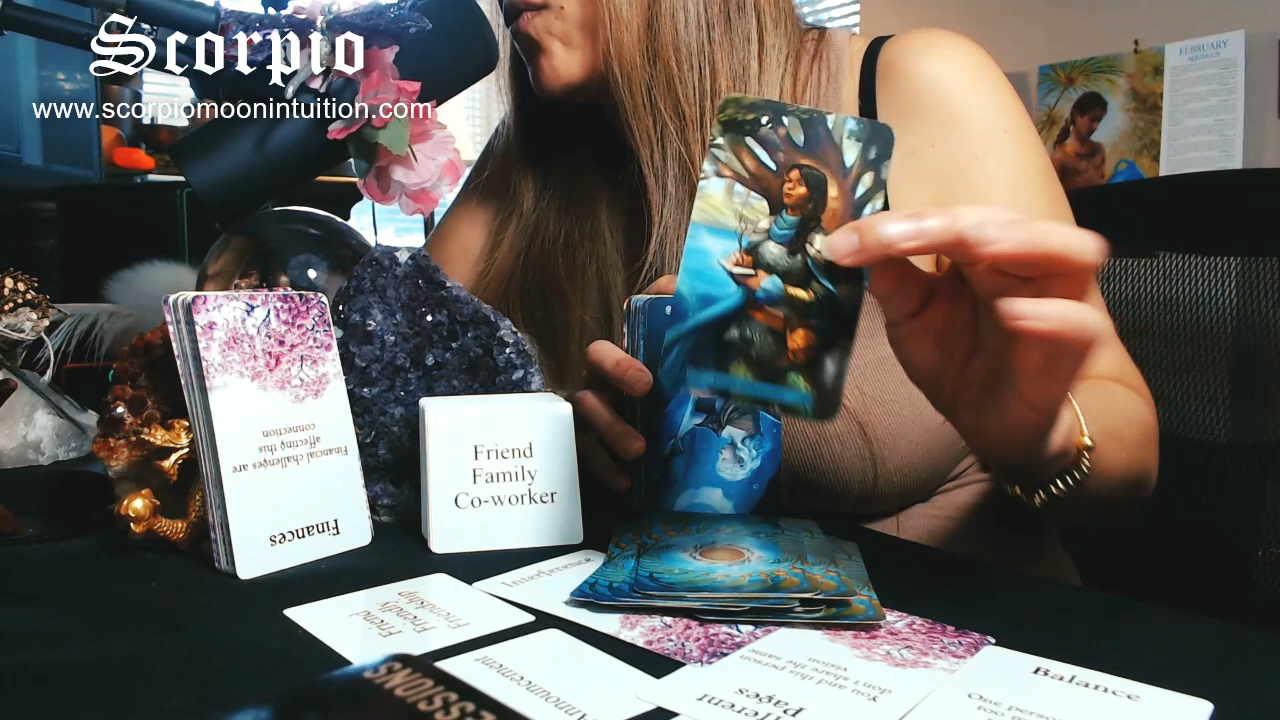 Scorpio
www.scorpiomoonintuition.com
FEBRUARY
AQUARIUS
Financial challenges are
affecting this
connection
Finances
Friend
Family
Co-worker
Interference
Friend
Friendly
Friendship
Announcement
You and this person
don't share the same
vision.
pages
Balance
One person